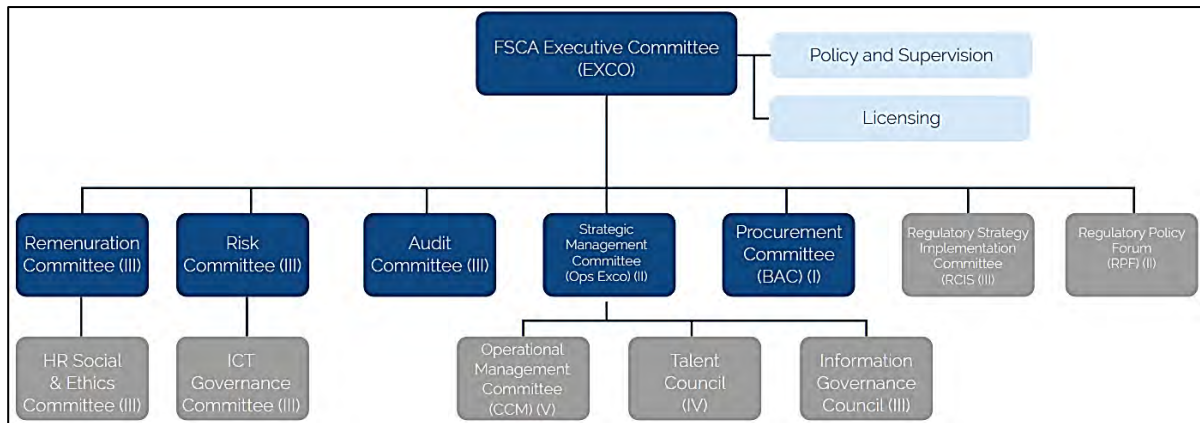 FSCA Executive Committee
(EXCO)
Policy and Supervision
Licensing
Remenuration
Committee (III)
Risk
Committee (III)
Audit
Committee (III)
Strategic
Management
Committee
(Ops Exco) (II)
Procurement
Committee
(BAC) (I)
Regulatory Strategy
Implementation
Committee
(RCIS (III)
Regulatory Policy
Forum
(RPF) (II)
HR Social
& Ethics
Committee (III)
ICT
Governance
Committee (III)
Operational
Management
Committee
(CCM) (V)
Talent
Council
(IV)
Information
Governance
Council (III)